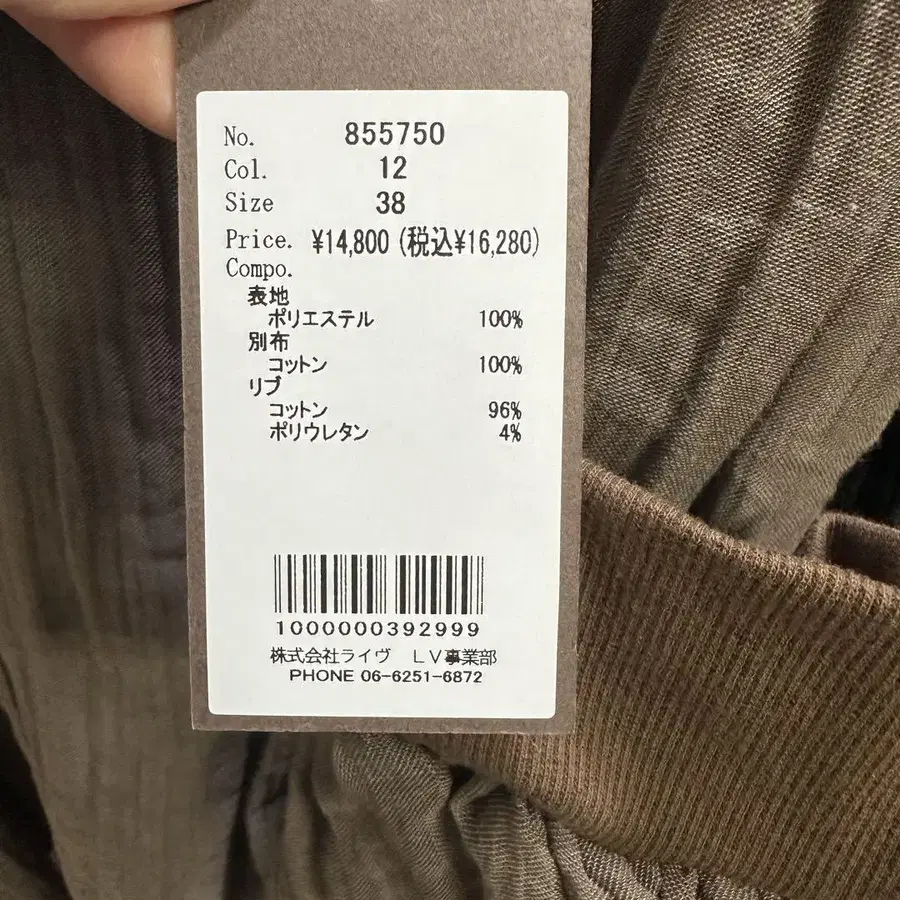 No. 855750
Col. 12
Size 38
Price. ¥14,800 (税込¥16,280)
Compo.
表地
ポリエステル 100%
別布
コットン 100%
リブ
コットン 96%
ポリウレタン 4%
1000000392999
株式会社ライヴ LV事業部
PHONE 06-6251-6872